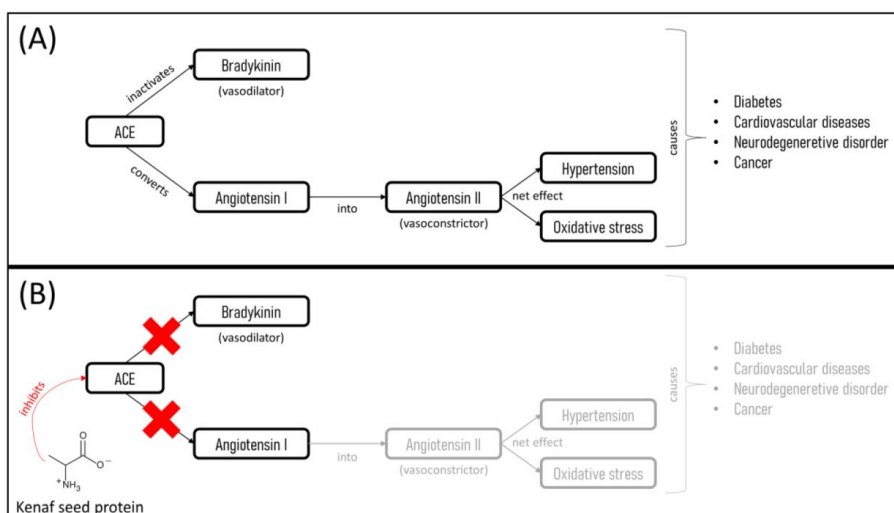 (A)
Bradykinin
(vasodilator)
inactivates
ACE
converts
Angiotensin I
into
Angiotensin II
(vasoconstrictor)
Hypertension
net effect
Oxidative stress
causes
• Diabetes
• Cardiovascular diseases
• Neurodegeneretive disorder
• Cancer
(B)
Bradykinin
(vasodilator)
ACE
inhibits
Angiotensin I
into
Angiotensin II
(vasoconstrictor)
Hypertension
net effect
Oxidative stress
causes
• Diabetes
• Cardiovascular diseases
• Neurodegeneretive disorder
• Cancer
O
O⁻
⁺NH₃
Kenaf seed protein